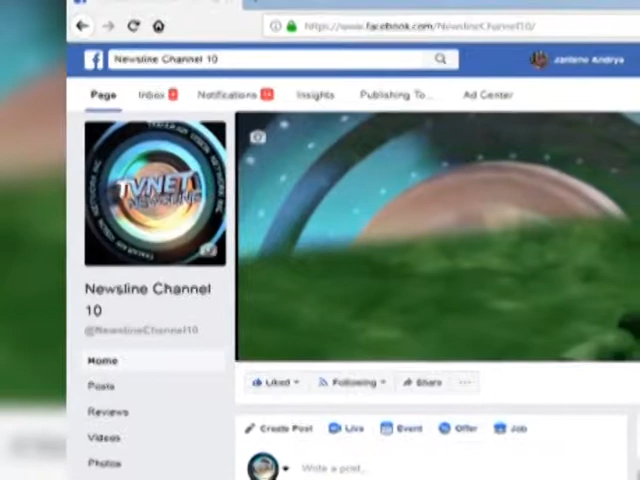 https://www.facebook.com/NewslineChannel10/
Newsline Channel 10
Page Inbox Notifications Insights Publishing To... Ad Center
TVNET
NEWSLINE
Newsline Channel
10
@NewslineChannel10
Home
Posts
Reviews
Videos
Photos
Liked Following Share ...
Create Post Live Event Offer Job
Write a post...